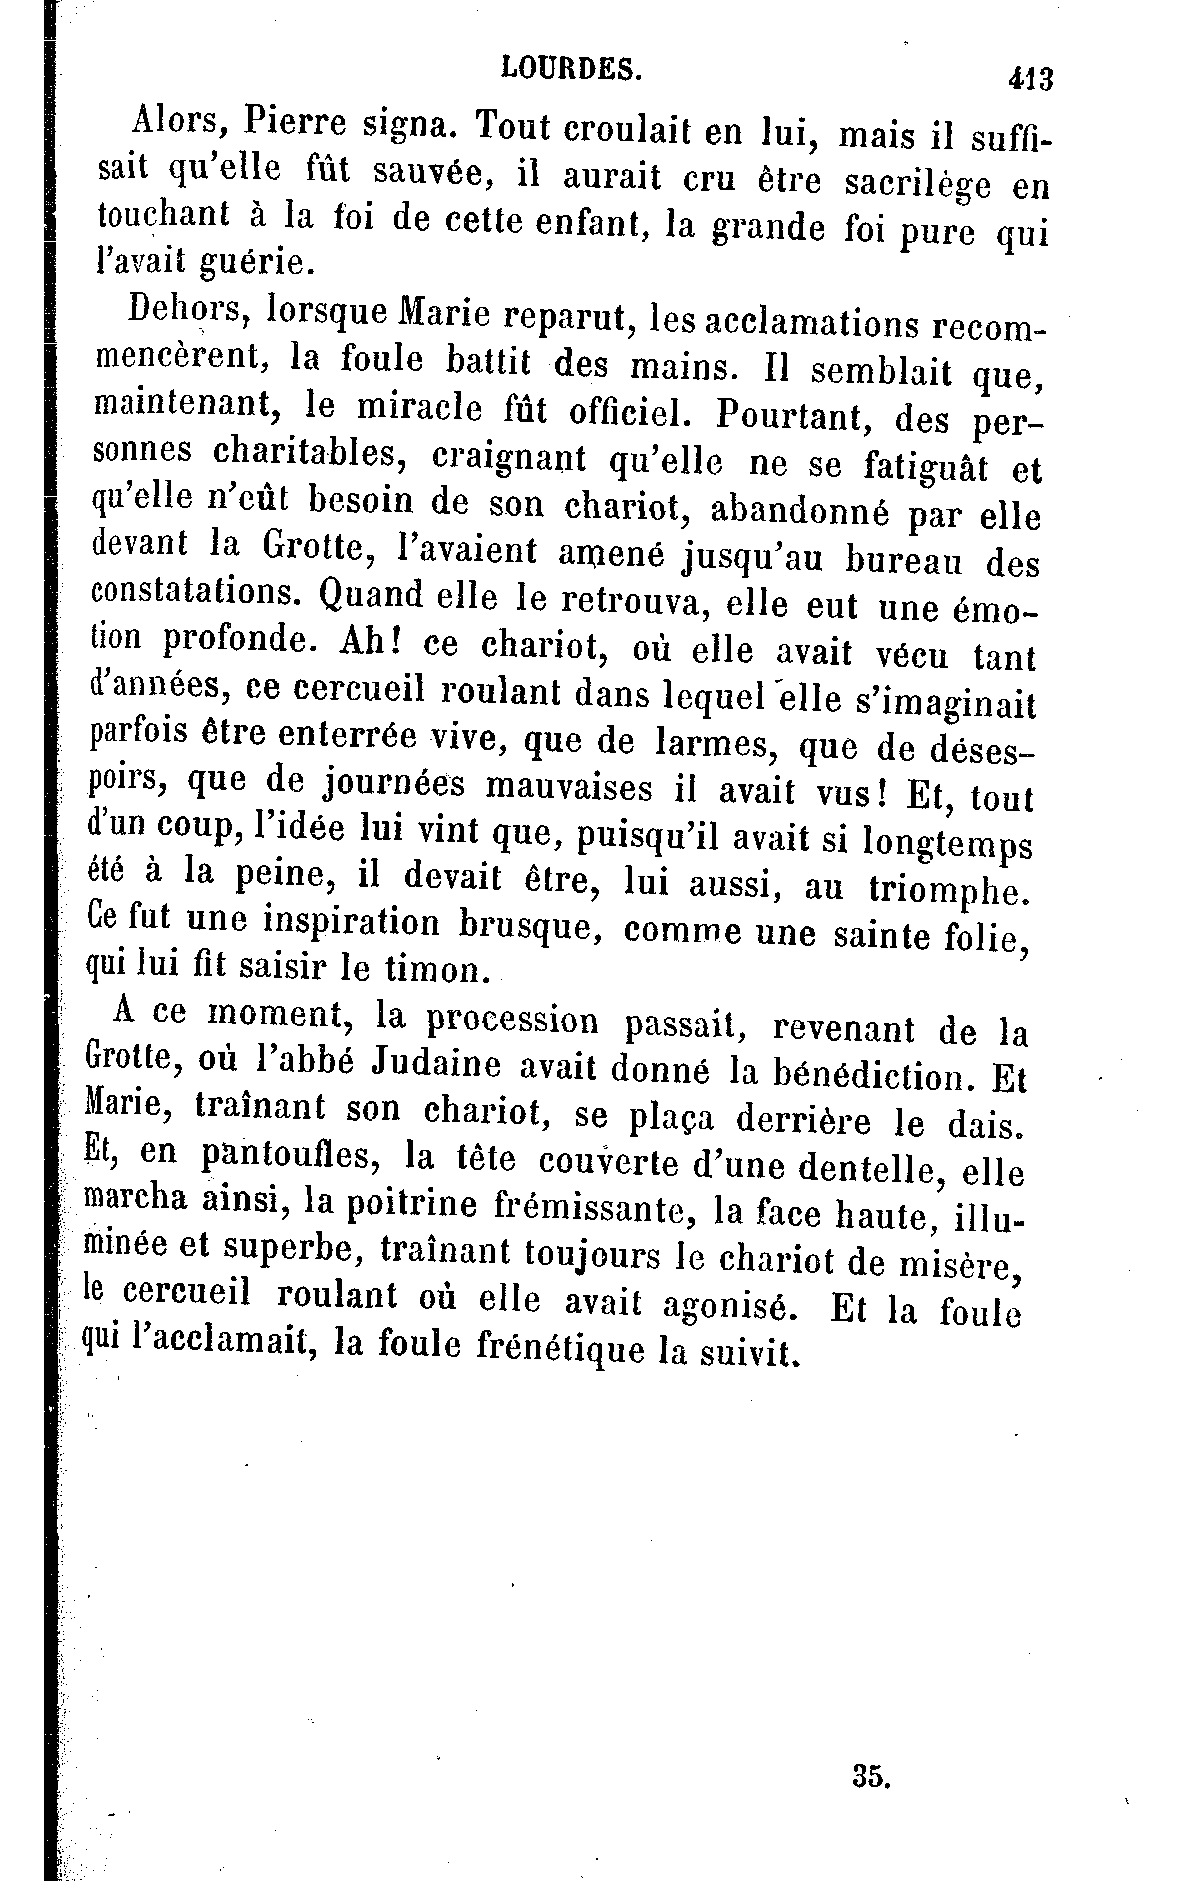 LOURDES.
413
Alors, Pierre signa. Tout croulait en lui, mais il suffi-
sait qu'elle fût sauvée, il aurait cru être sacrilège en
touchant à la foi de cette enfant, la grande foi pure qui
l'avait guérie.
Dehors, lorsque Marie reparut, les acclamations recom-
mencèrent, la foule battit des mains. Il semblait que,
maintenant, le miracle fût officiel. Pourtant, des per-
sonnes charitables, craignant qu'elle ne se fatiguât et
qu'elle n'eût besoin de son chariot, abandonné par elle
devant la Grotte, l'avaient amené jusqu'au bureau des
constatations. Quand elle le retrouva, elle eut une émo-
tion profonde. Ah! ce chariot, où elle avait vécu tant
d'années, ce cercueil roulant dans lequel elle s'imaginait
parfois être enterrée vive, que de larmes, que de déses-
poirs, que de journées mauvaises il avait vus! Et, tout
d'un coup, l'idée lui vint que, puisqu'il avait si longtemps
été à la peine, il devait être, lui aussi, au triomphe.
Ce fut une inspiration brusque, comme une sainte folie,
qui lui fit saisir le timon.
A ce moment, la procession passait, revenant de la
Grotte, où l'abbé Judaine avait donné la bénédiction. Et
Marie, traînant son chariot, se plaça derrière le dais.
Et, en pantoufles, la tête couverte d'une dentelle, elle
marcha ainsi, la poitrine frémissante, la face haute, illu-
minée et superbe, traînant toujours le chariot de misère,
le cercueil roulant où elle avait agonisé. Et la foule
qui l'acclamait, la foule frénétique la suivit.
35.